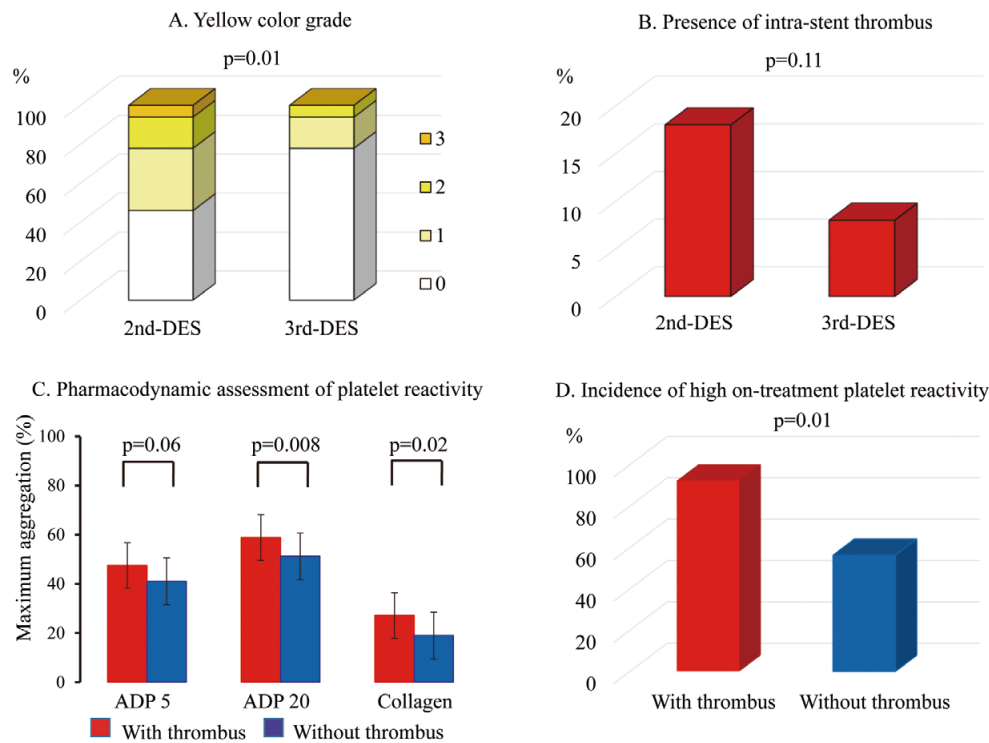 A. Yellow color grade
p=0.01
%
100
80
60
40
20
0
3
2
1
0
2nd-DES 3rd-DES
B. Presence of intra-stent thrombus
p=0.11
%
20
15
10
5
0
2nd-DES 3rd-DES
C. Pharmacodynamic assessment of platelet reactivity
Maximum aggregation (%)
100
80
60
40
20
0
p=0.06 p=0.008 p=0.02
ADP 5 ADP 20 Collagen
With thrombus Without thrombus
D. Incidence of high on-treatment platelet reactivity
p=0.01
%
100
80
60
40
20
0
With thrombus Without thrombus